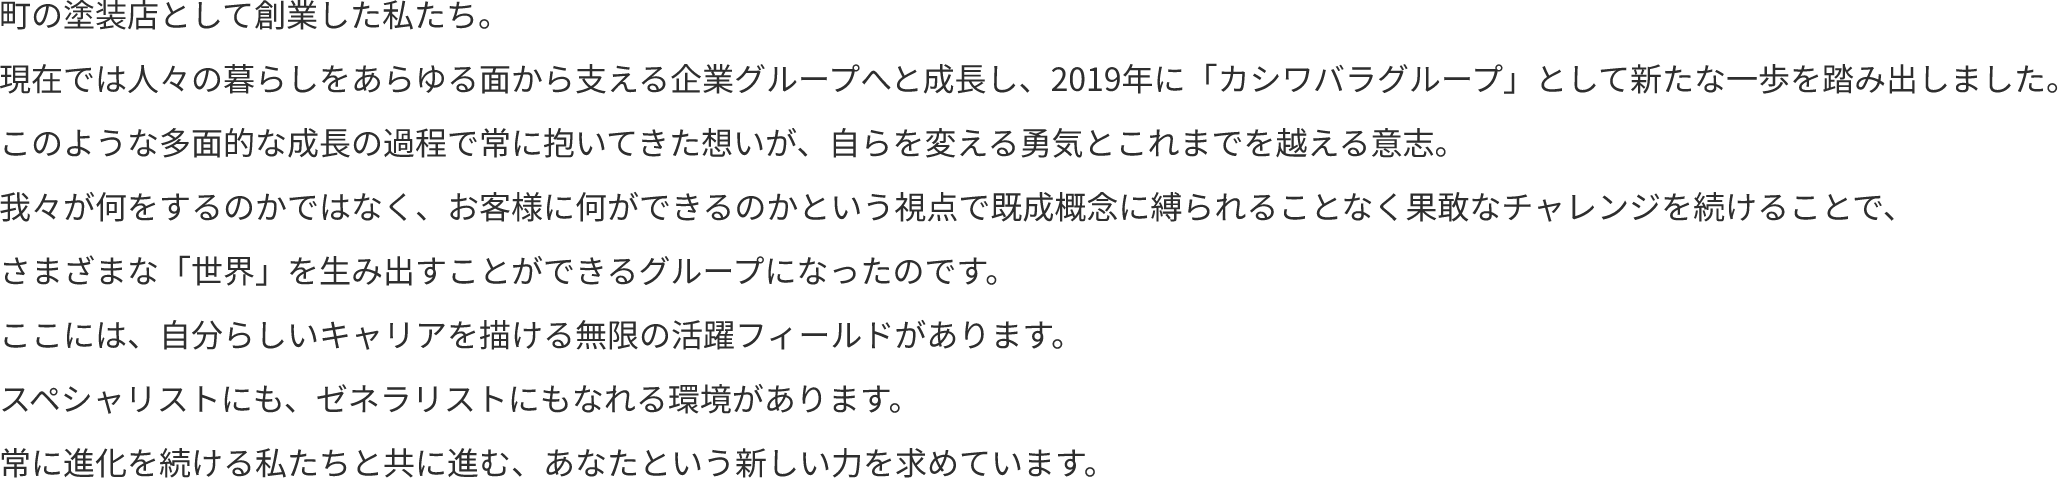 町の塗装店として創業した私たち。
現在では人々の暮らしをあらゆる面から支える企業グループへと成長し、2019年に「カシワバラグループ」として新たな一歩を踏み出しました。
このような多面的な成長の過程で常に抱いてきた想いが、自らを変える勇気とこれまでを越える意志。
我々が何をするのかではなく、お客様に何ができるのかという視点で既成概念に縛られることなく果敢なチャレンジを続けることで、
さまざまな「世界」を生み出すことができるグループになったのです。
ここには、自分らしいキャリアを描ける無限の活躍フィールドがあります。
スペシャリストにも、ゼネラリストにもなれる環境があります。
常に進化を続ける私たちと共に進む、あなたという新しい力を求めています。